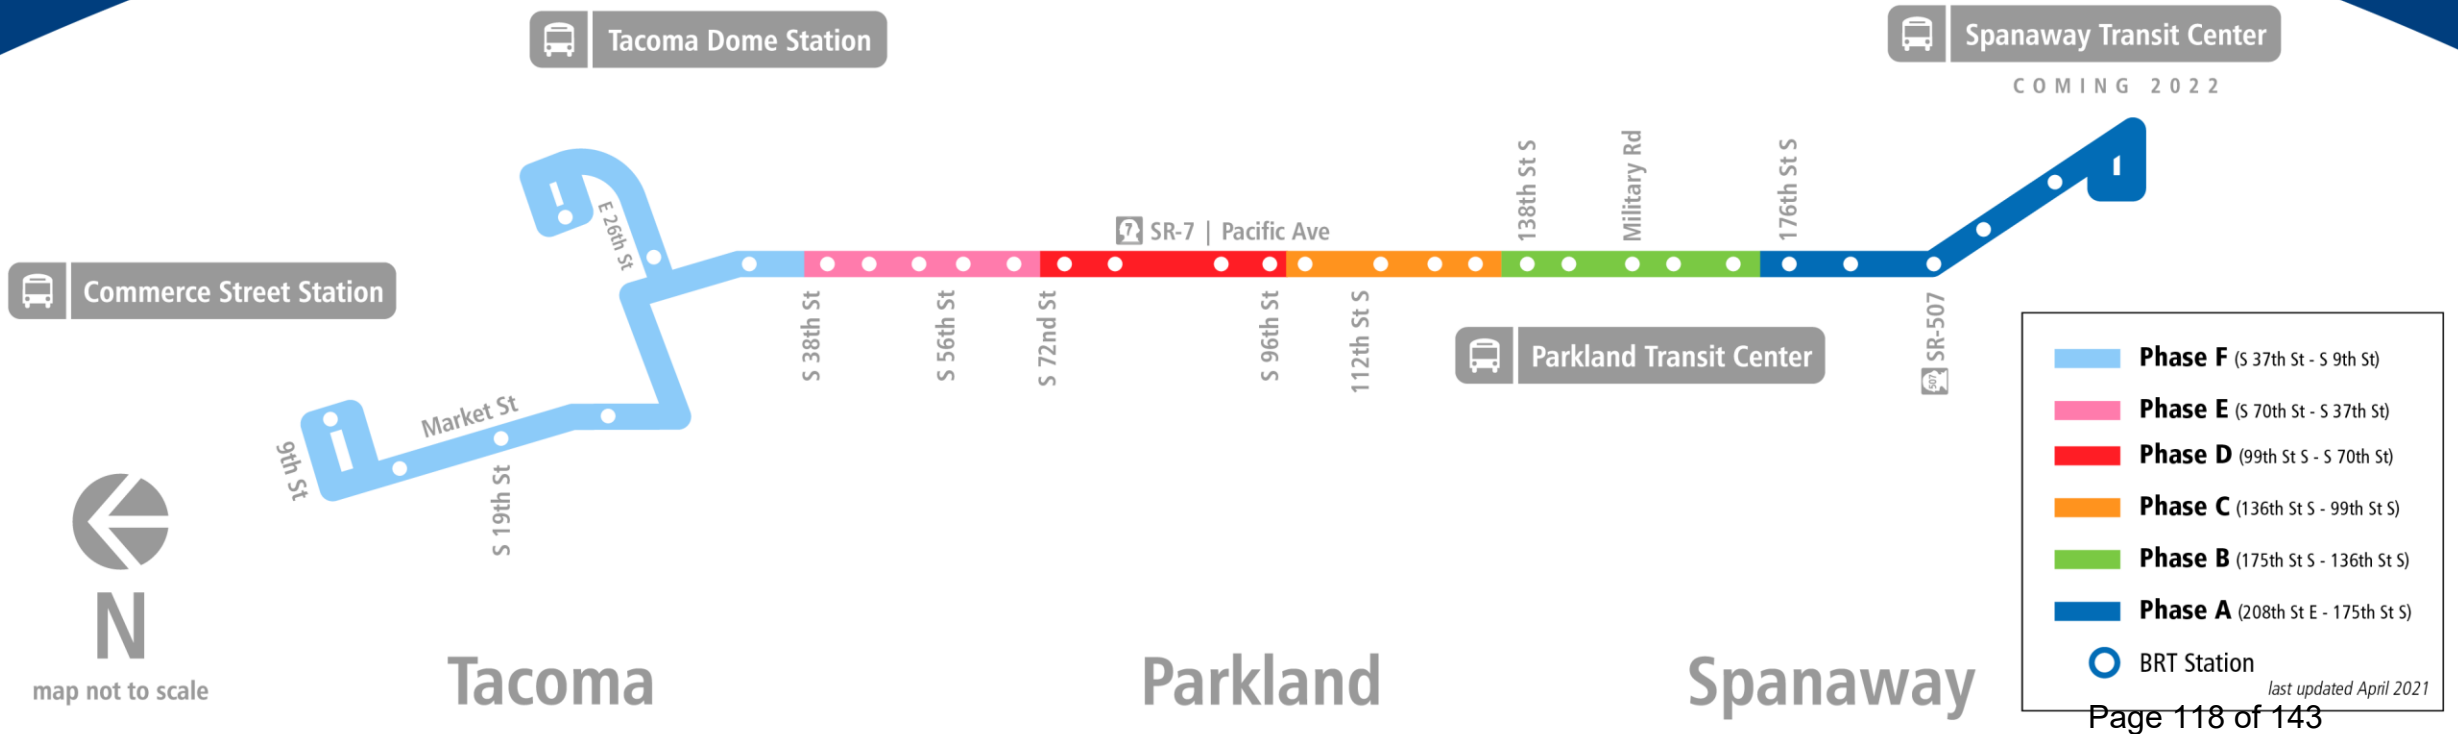 Tacoma Dome Station
Spanaway Transit Center
COMING 2022
138th St S
Military Rd
176th St S
E 26th St
7 SR-7 | Pacific Ave
Commerce Street Station
S 38th St
S 56th St
S 72nd St
S 96th St
112th St S
Parkland Transit Center
SR-507
507
Market St
9th St
S 19th St
N
map not to scale
Tacoma
Parkland
Spanaway
Phase F (S 37th St - S 9th St)
Phase E (S 70th St - S 37th St)
Phase D (99th St S - S 70th St)
Phase C (136th St S - 99th St S)
Phase B (175th St S - 136th St S)
Phase A (208th St E - 175th St S)
BRT Station
last updated April 2021
Page 118 of 143